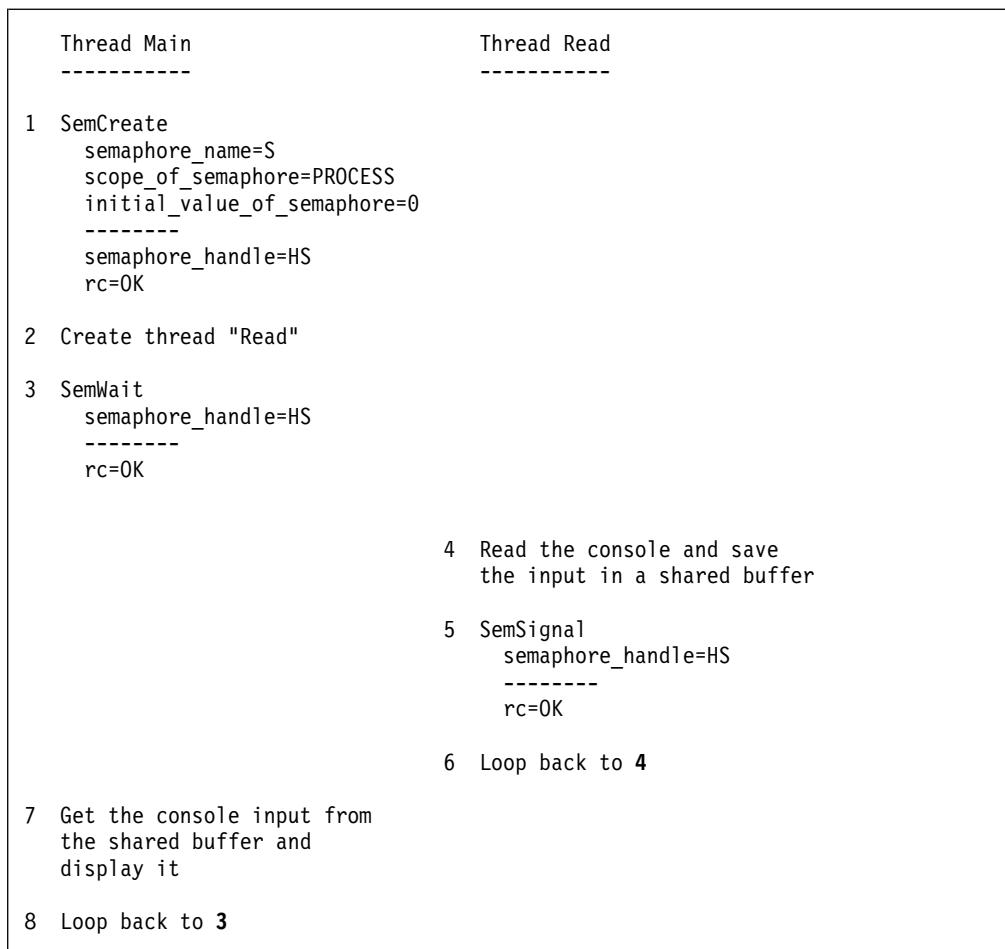 Thread Main Thread Read
----------- -----------
1 SemCreate
semaphore_name=S
scope_of_semaphore=PROCESS
initial_value_of_semaphore=0
--------
semaphore_handle=HS
rc=OK
2 Create thread "Read"
3 SemWait
semaphore_handle=HS
--------
rc=OK
4 Read the console and save
the input in a shared buffer
5 SemSignal
semaphore_handle=HS
--------
rc=OK
6 Loop back to 4
7 Get the console input from
the shared buffer and
display it
8 Loop back to 3